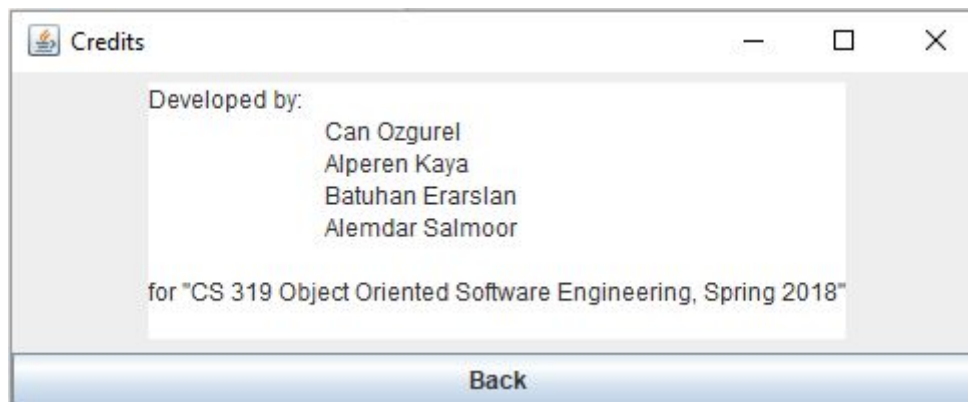 Credits
Developed by:
Can Ozgurel
Alperen Kaya
Batuhan Erarslan
Alemdar Salmoor
for "CS 319 Object Oriented Software Engineering, Spring 2018"
Back